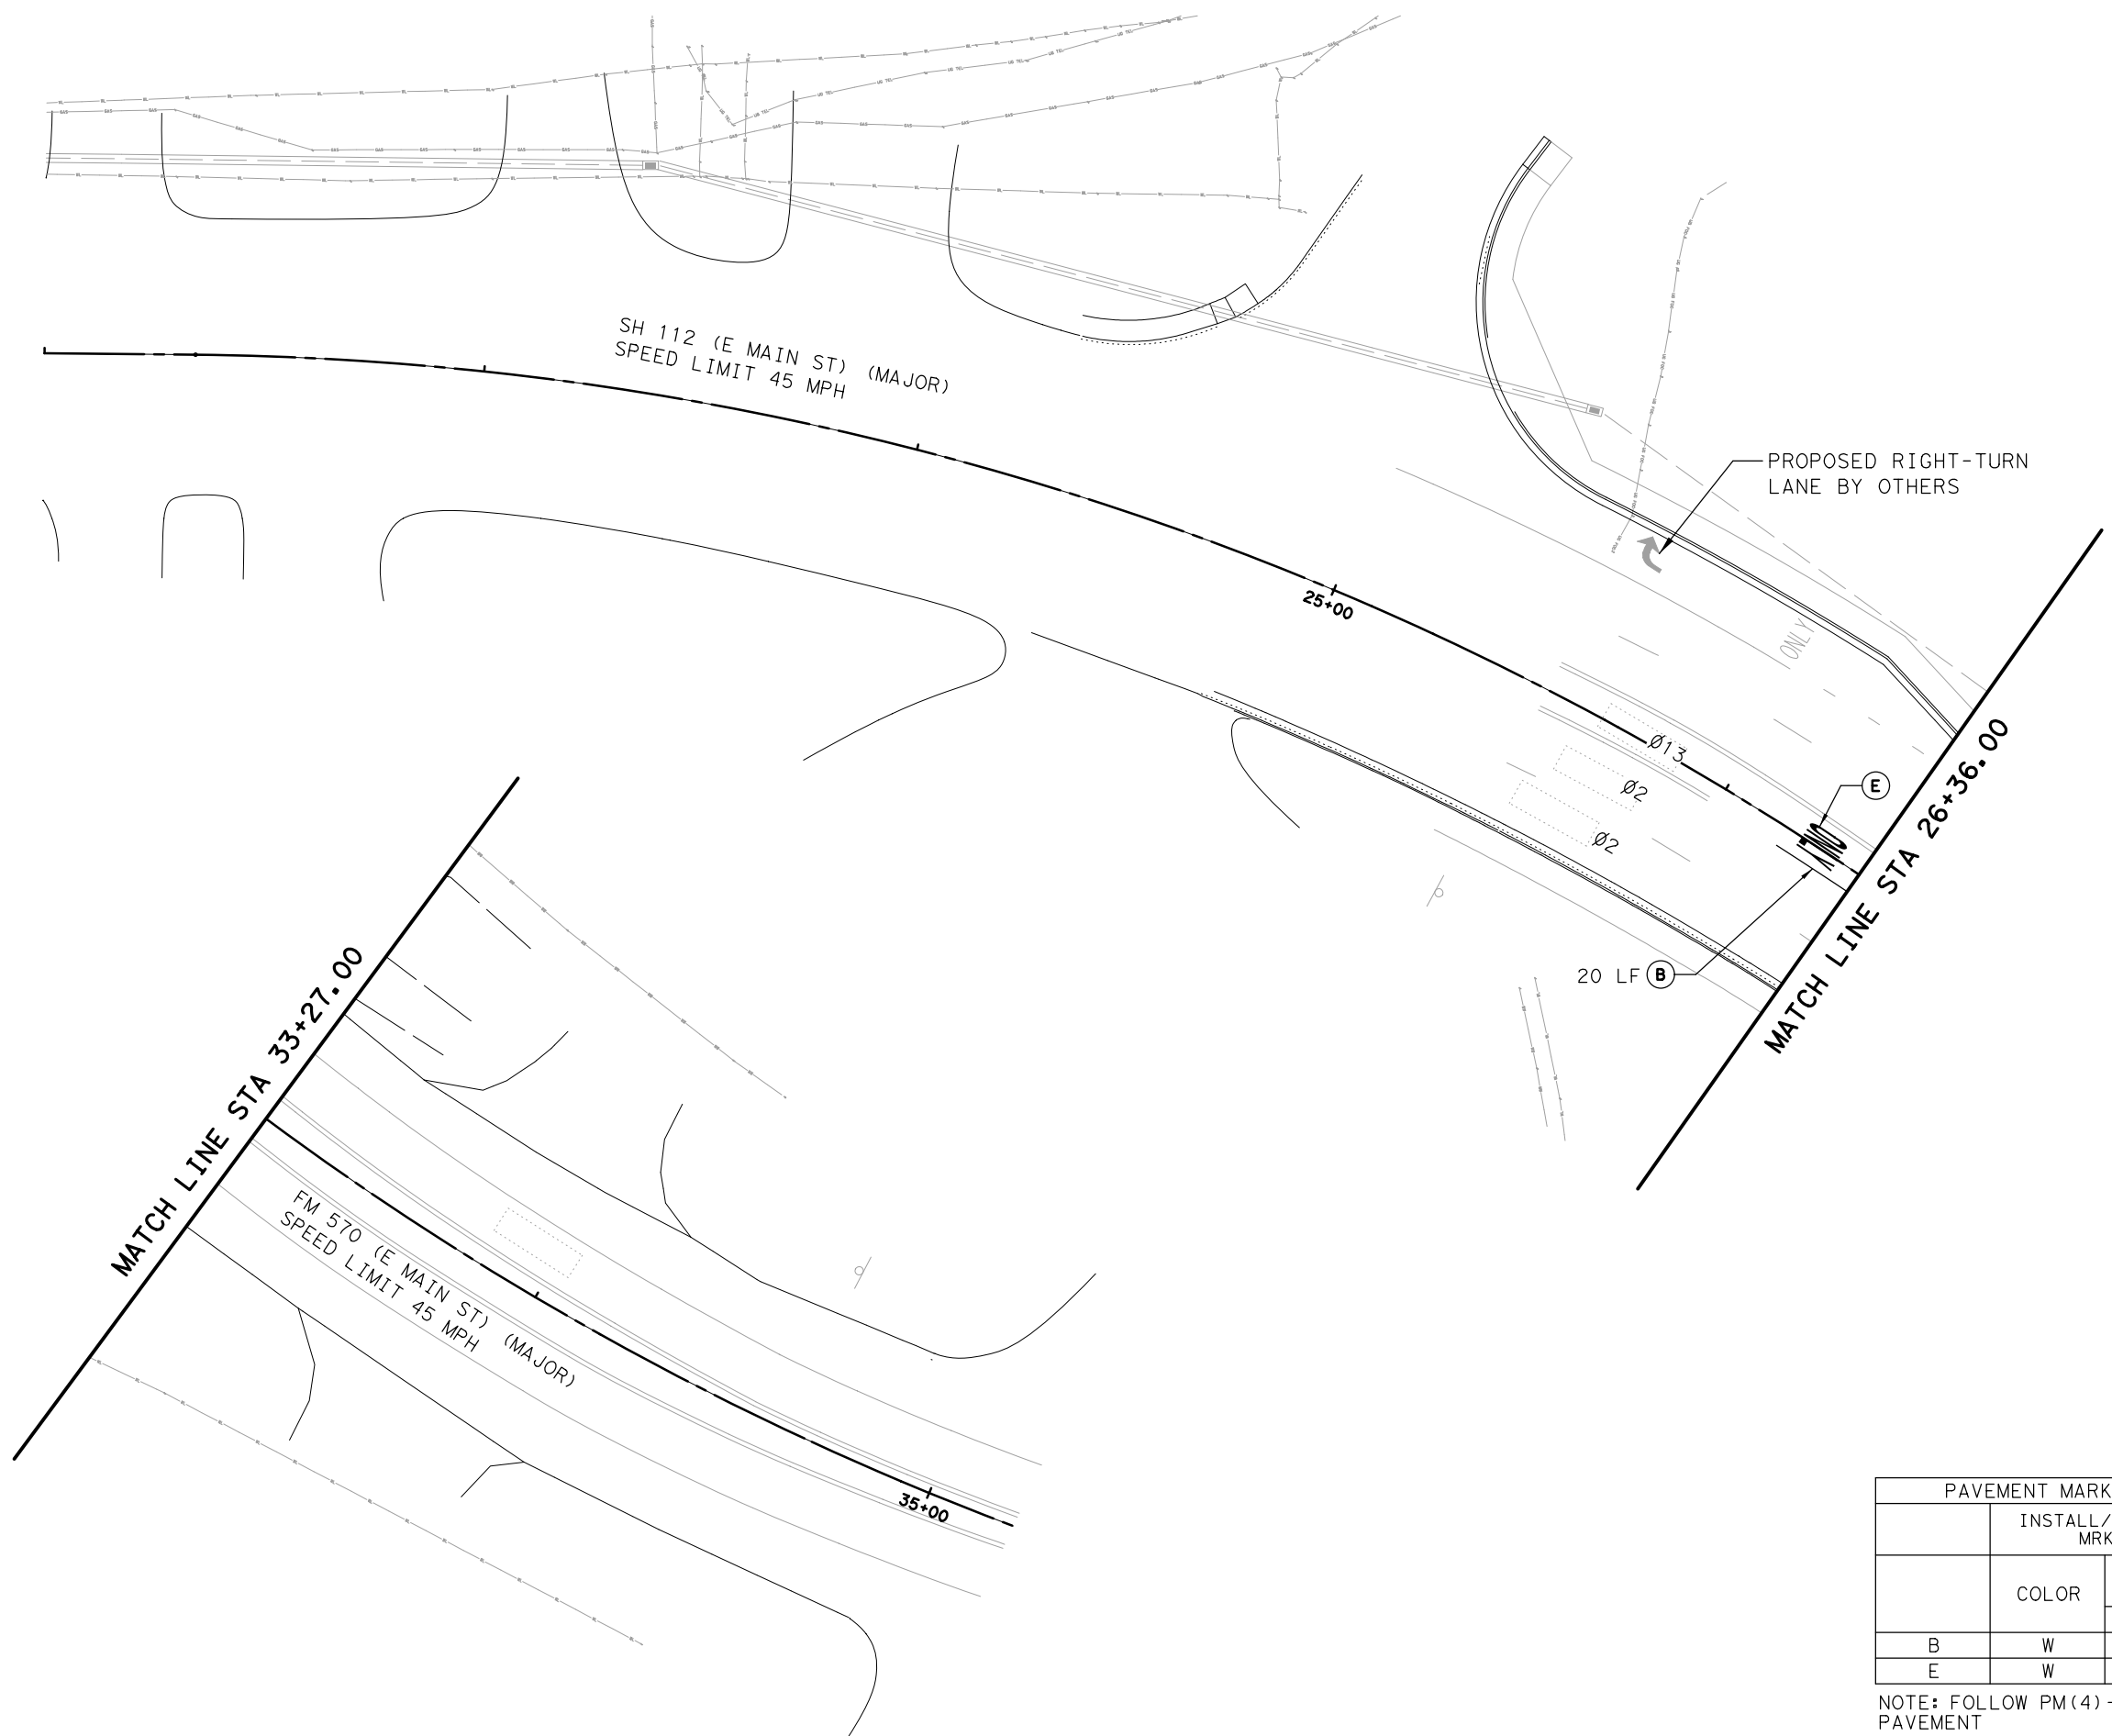 SH 112 (E MAIN ST) (MAJOR)
SPEED LIMIT 45 MPH
PROPOSED RIGHT-TURN
LANE BY OTHERS
25+00
ONLY
Ø13
Ø2
Ø2
E
ONLY
20 LF B
MATCH LINE STA 26+36.00
MATCH LINE STA 33+27.00
FM 570 (E MAIN ST) (MAJOR)
SPEED LIMIT 45 MPH
35+00
PAVEMENT MARK
INSTALL/
MRK
COLOR
B W
E W
NOTE: FOLLOW PM(4)-
PAVEMENT